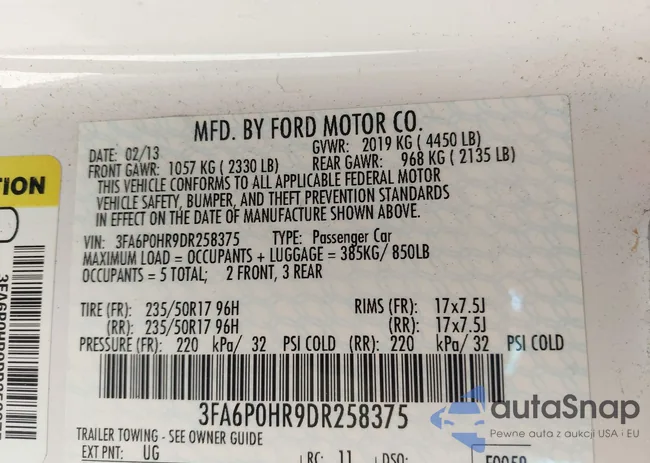 MFD. BY FORD MOTOR CO.
DATE: 02/13 GVWR: 2019 KG ( 4450 LB)
FRONT GAWR: 1057 KG ( 2330 LB) REAR GAWR: 968 KG ( 2135 LB)
THIS VEHICLE CONFORMS TO ALL APPLICABLE FEDERAL MOTOR
VEHICLE SAFETY, BUMPER, AND THEFT PREVENTION STANDARDS
IN EFFECT ON THE DATE OF MANUFACTURE SHOWN ABOVE.
VIN: 3FA6P0HR9DR258375 TYPE: Passenger Car
MAXIMUM LOAD = OCCUPANTS + LUGGAGE = 385KG/ 850LB
OCCUPANTS = 5 TOTAL; 2 FRONT, 3 REAR
TIRE (FR): 235/50R17 96H RIMS (FR): 17x7.5J
(RR): 235/50R17 96H (RR): 17x7.5J
PRESSURE (FR): 220 kPa/ 32 PSI COLD (RR): 220 kPa/ 32 PSI COLD
3FA6P0HR9DR258375
TRAILER TOWING - SEE OWNER GUIDE
EXT PNT: UG RC: 11 DSO:
TION
autaSnap
Pewne auta z aukcji USA i EU